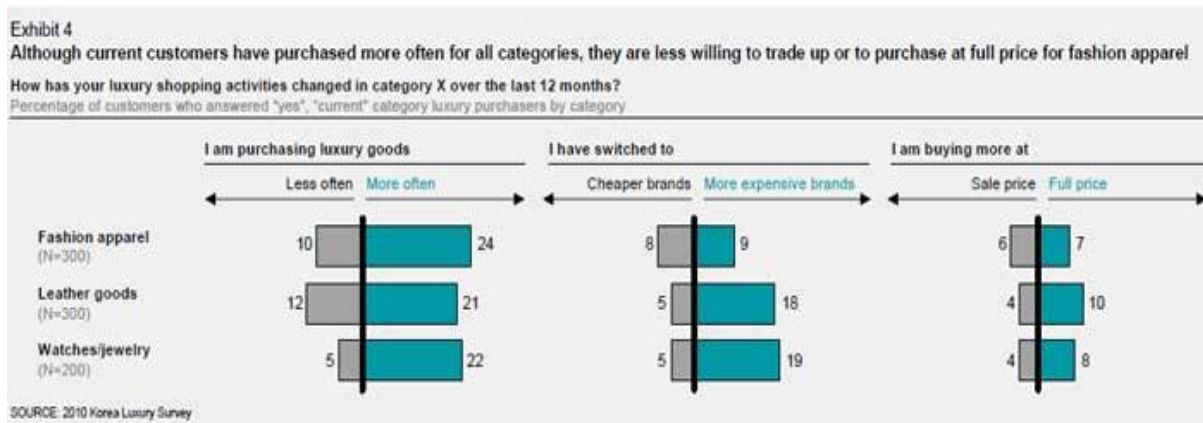 Exhibit 4
Although current customers have purchased more often for all categories, they are less willing to trade up or to purchase at full price for fashion apparel
How has your luxury shopping activities changed in category X over the last 12 months?
Percentage of customers who answered "yes", "current" category luxury purchasers by category
I am purchasing luxury goods I have switched to I am buying more at
Less often More often Cheaper brands More expensive brands Sale price Full price
Fashion apparel
(N=300)
10 24 8 9 6 7
Leather goods
(N=300)
12 21 5 18 4 10
Watches/jewelry
(N=200)
5 22 5 19 4 8
SOURCE: 2010 Korea Luxury Survey